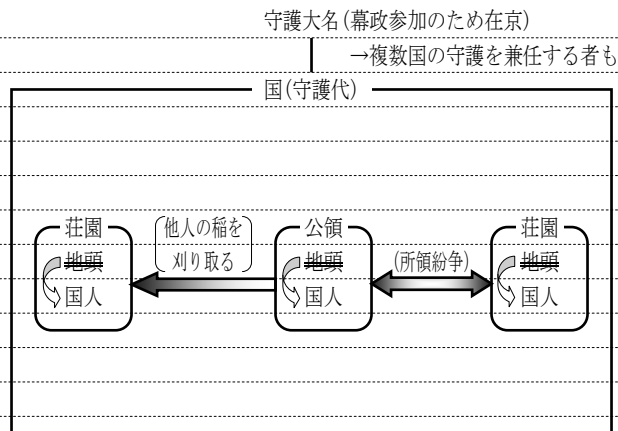 守護大名(幕政参加のため在京)
→複数国の守護を兼任する者も
国(守護代)
荘園
地頭
国人
他人の稲を
刈り取る
公領
地頭
国人
(所領紛争)
荘園
地頭
国人